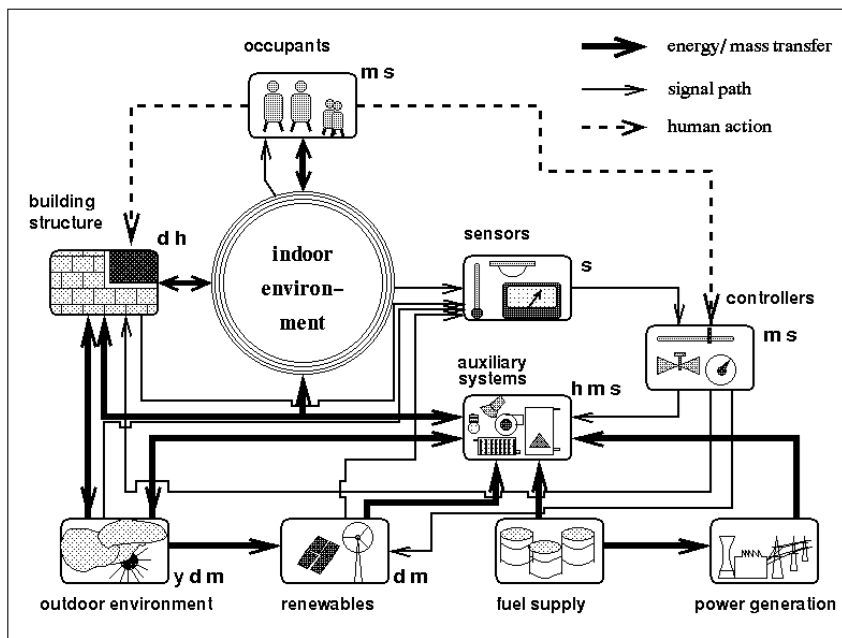 occupants
m s
energy/ mass transfer
signal path
human action
building
structure
d h
indoor
environ–
ment
sensors
s
controllers
m s
auxiliary
systems
h m s
y d m
outdoor environment
d m
renewables
fuel supply
power generation